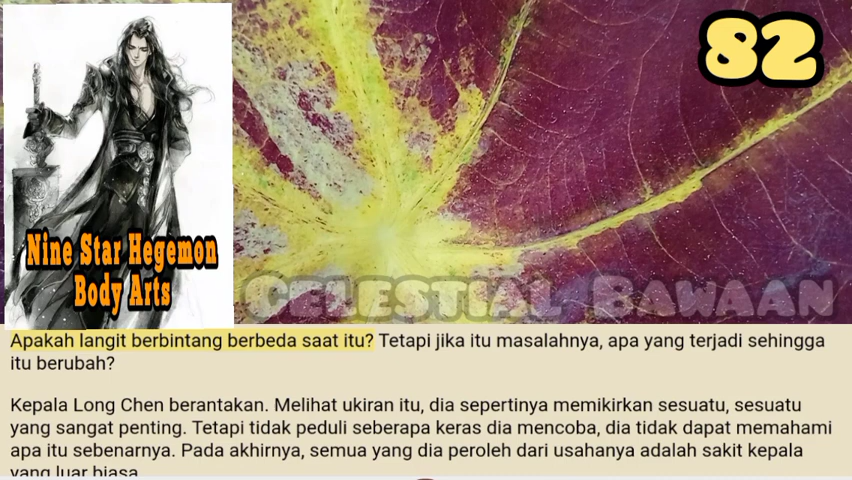 82
Nine Star Hegemon
Body Arts
Celestial Bawaan
Apakah langit berbintang berbeda saat itu? Tetapi jika itu masalahnya, apa yang terjadi sehingga
itu berubah?
Kepala Long Chen berantakan. Melihat ukiran itu, dia sepertinya memikirkan sesuatu, sesuatu
yang sangat penting. Tetapi tidak peduli seberapa keras dia mencoba, dia tidak dapat memahami
apa itu sebenarnya. Pada akhirnya, semua yang dia peroleh dari usahanya adalah sakit kepala
yang luar biasa.